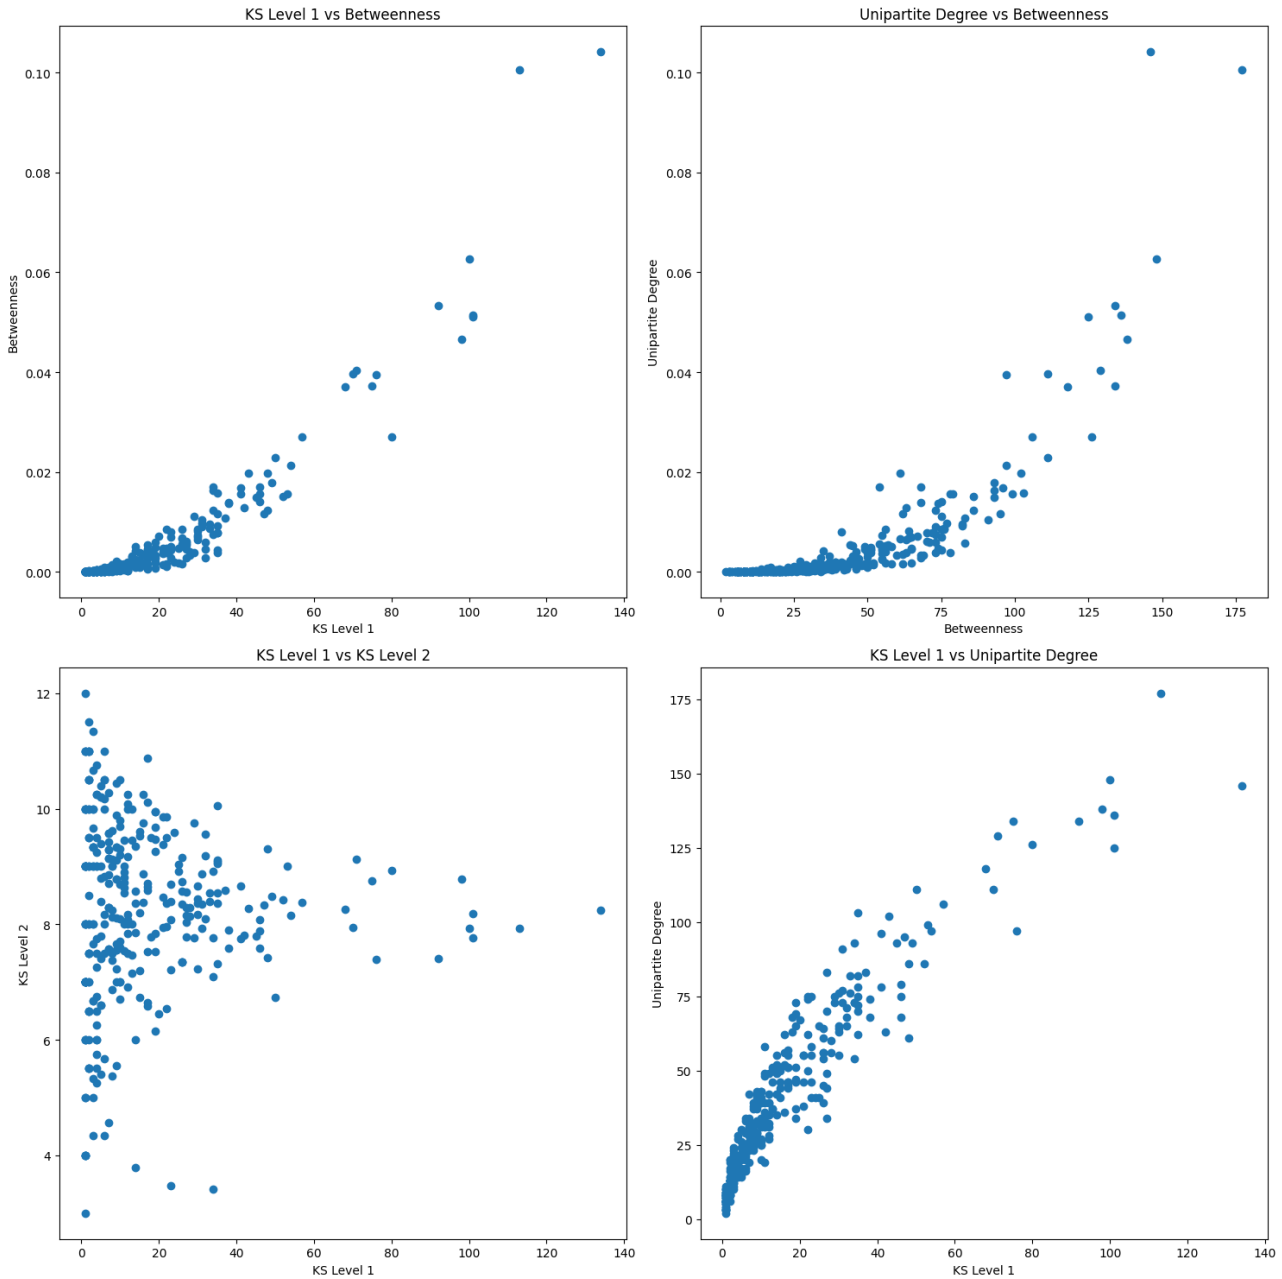 KS Level 1 vs Betweenness
0.10
0.08
0.06
0.04
0.02
0.00
Betweenness
0 20 40 60 80 100 120 140
KS Level 1
Unipartite Degree vs Betweenness
0.10
0.08
0.06
0.04
0.02
0.00
Unipartite Degree
0 25 50 75 100 125 150 175
Betweenness
KS Level 1 vs KS Level 2
12
10
8
6
4
KS Level 2
0 20 40 60 80 100 120 140
KS Level 1
KS Level 1 vs Unipartite Degree
175
150
125
100
75
50
25
0
Unipartite Degree
0 20 40 60 80 100 120 140
KS Level 1